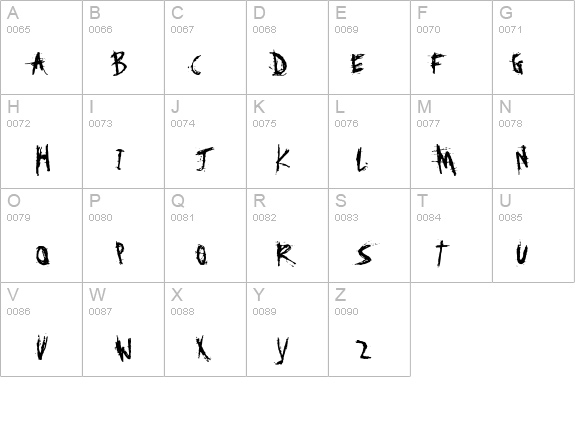 A B C D E F G
0065 0066 0067 0068 0069 0070 0071
A B C D E F G
H I J K L M N
0072 0073 0074 0075 0076 0077 0078
H I J K L M N
O P Q R S T U
0079 0080 0081 0082 0083 0084 0085
O P Q R S T U
V W X Y Z
0086 0087 0088 0089 0090
V W X Y Z